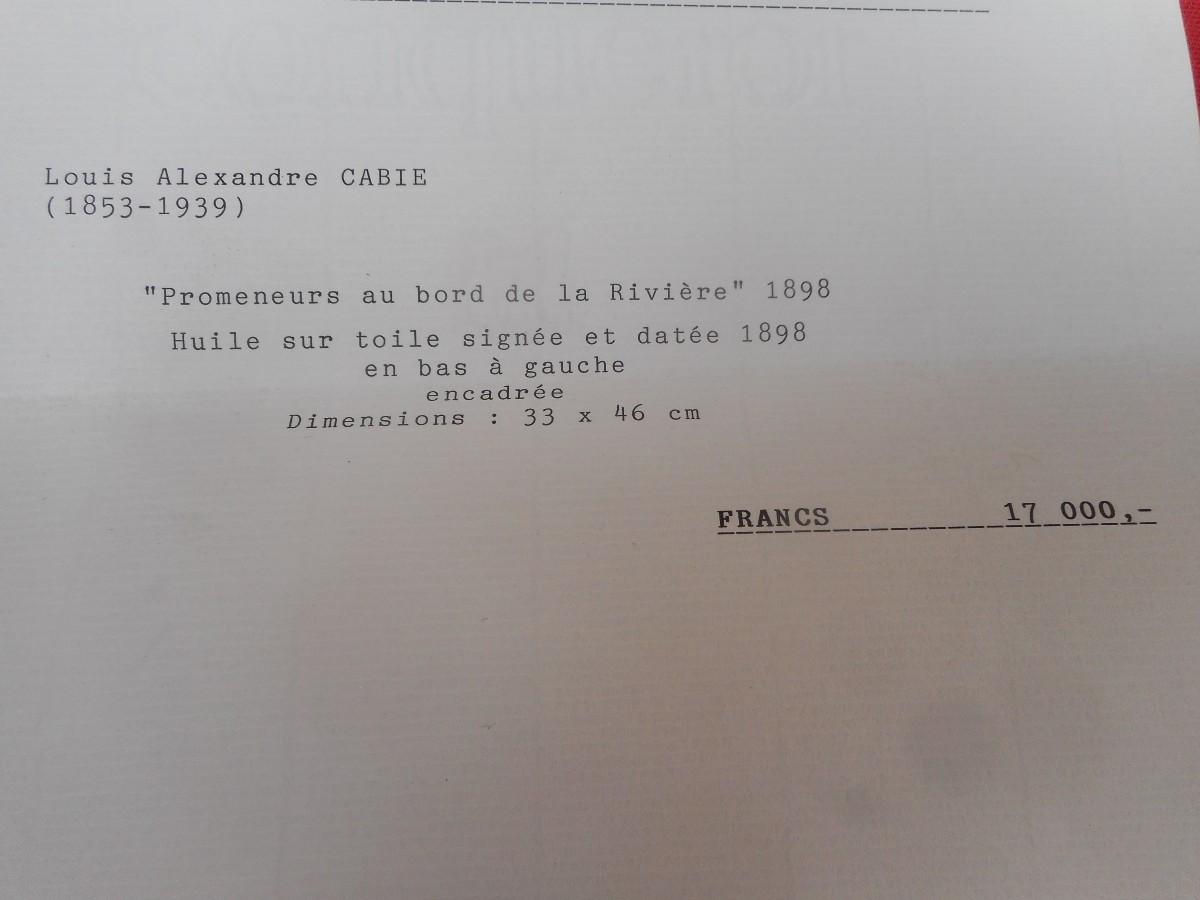 Louis Alexandre CABIE
(1853-1939)
"Promeneurs au bord de la Rivière" 1898
Huile sur toile signée et datée 1898
en bas à gauche
encadrée
Dimensions : 33 x 46 cm
FRANCS 17 000,-